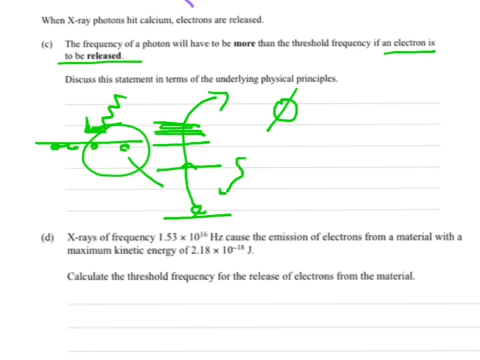 When X-ray photons hit calcium, electrons are released.
(c) The frequency of a photon will have to be more than the threshold frequency if an electron is
to be released.
Discuss this statement in terms of the underlying physical principles.
Ø
(d) X-rays of frequency 1.53 × 10¹⁶ Hz cause the emission of electrons from a material with a
maximum kinetic energy of 2.18 × 10⁻¹⁸ J.
Calculate the threshold frequency for the release of electrons from the material.